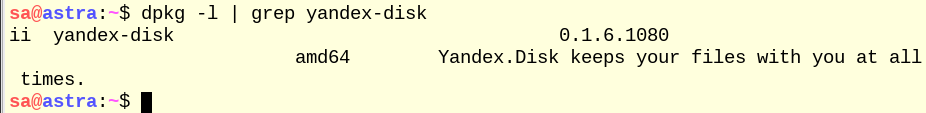 sa@astra:~$ dpkg -l | grep yandex-disk
ii  yandex-disk                                   0.1.6.1080
                          amd64        Yandex.Disk keeps your files with you at all
 times.
sa@astra:~$